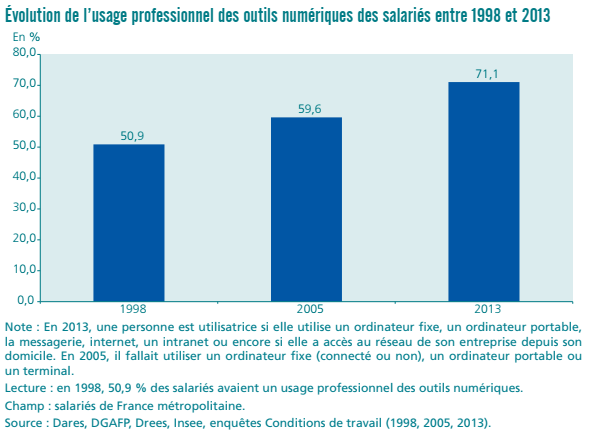 Évolution de l'usage professionnel des outils numériques des salariés entre 1998 et 2013
En %
80,0
70,0
60,0
50,0
40,0
30,0
20,0
10,0
0,0
50,9
59,6
71,1
1998
2005
2013
Note : En 2013, une personne est utilisatrice si elle utilise un ordinateur fixe, un ordinateur portable,
la messagerie, internet, un intranet ou encore si elle a accès au réseau de son entreprise depuis son
domicile. En 2005, il fallait utiliser un ordinateur fixe (connecté ou non), un ordinateur portable ou
un terminal.
Lecture : en 1998, 50,9 % des salariés avaient un usage professionnel des outils numériques.
Champ : salariés de France métropolitaine.
Source : Dares, DGAFP, Drees, Insee, enquêtes Conditions de travail (1998, 2005, 2013).